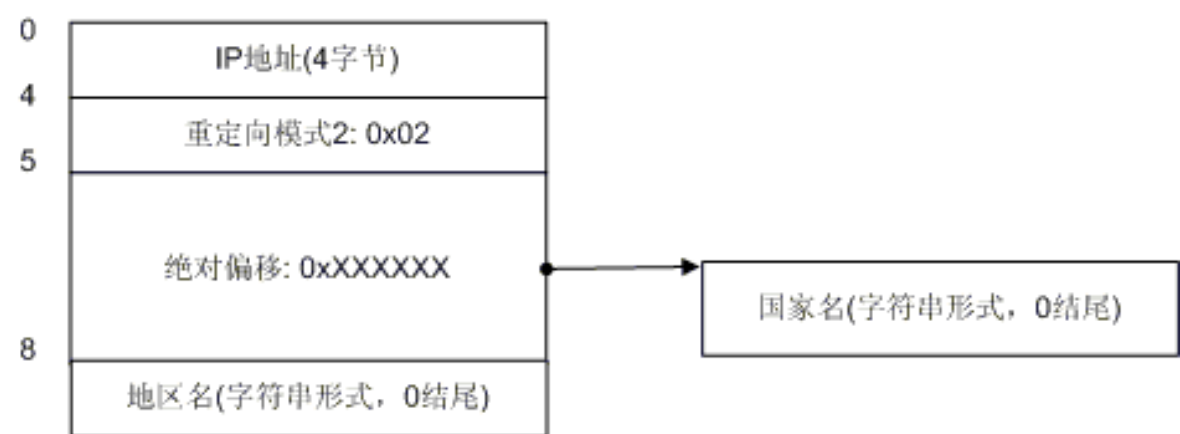 0
IP地址(4字节)
4
重定向模式2: 0x02
5
绝对偏移: 0xXXXXXX
国家名(字符串形式，0结尾)
8
地区名(字符串形式，0结尾)